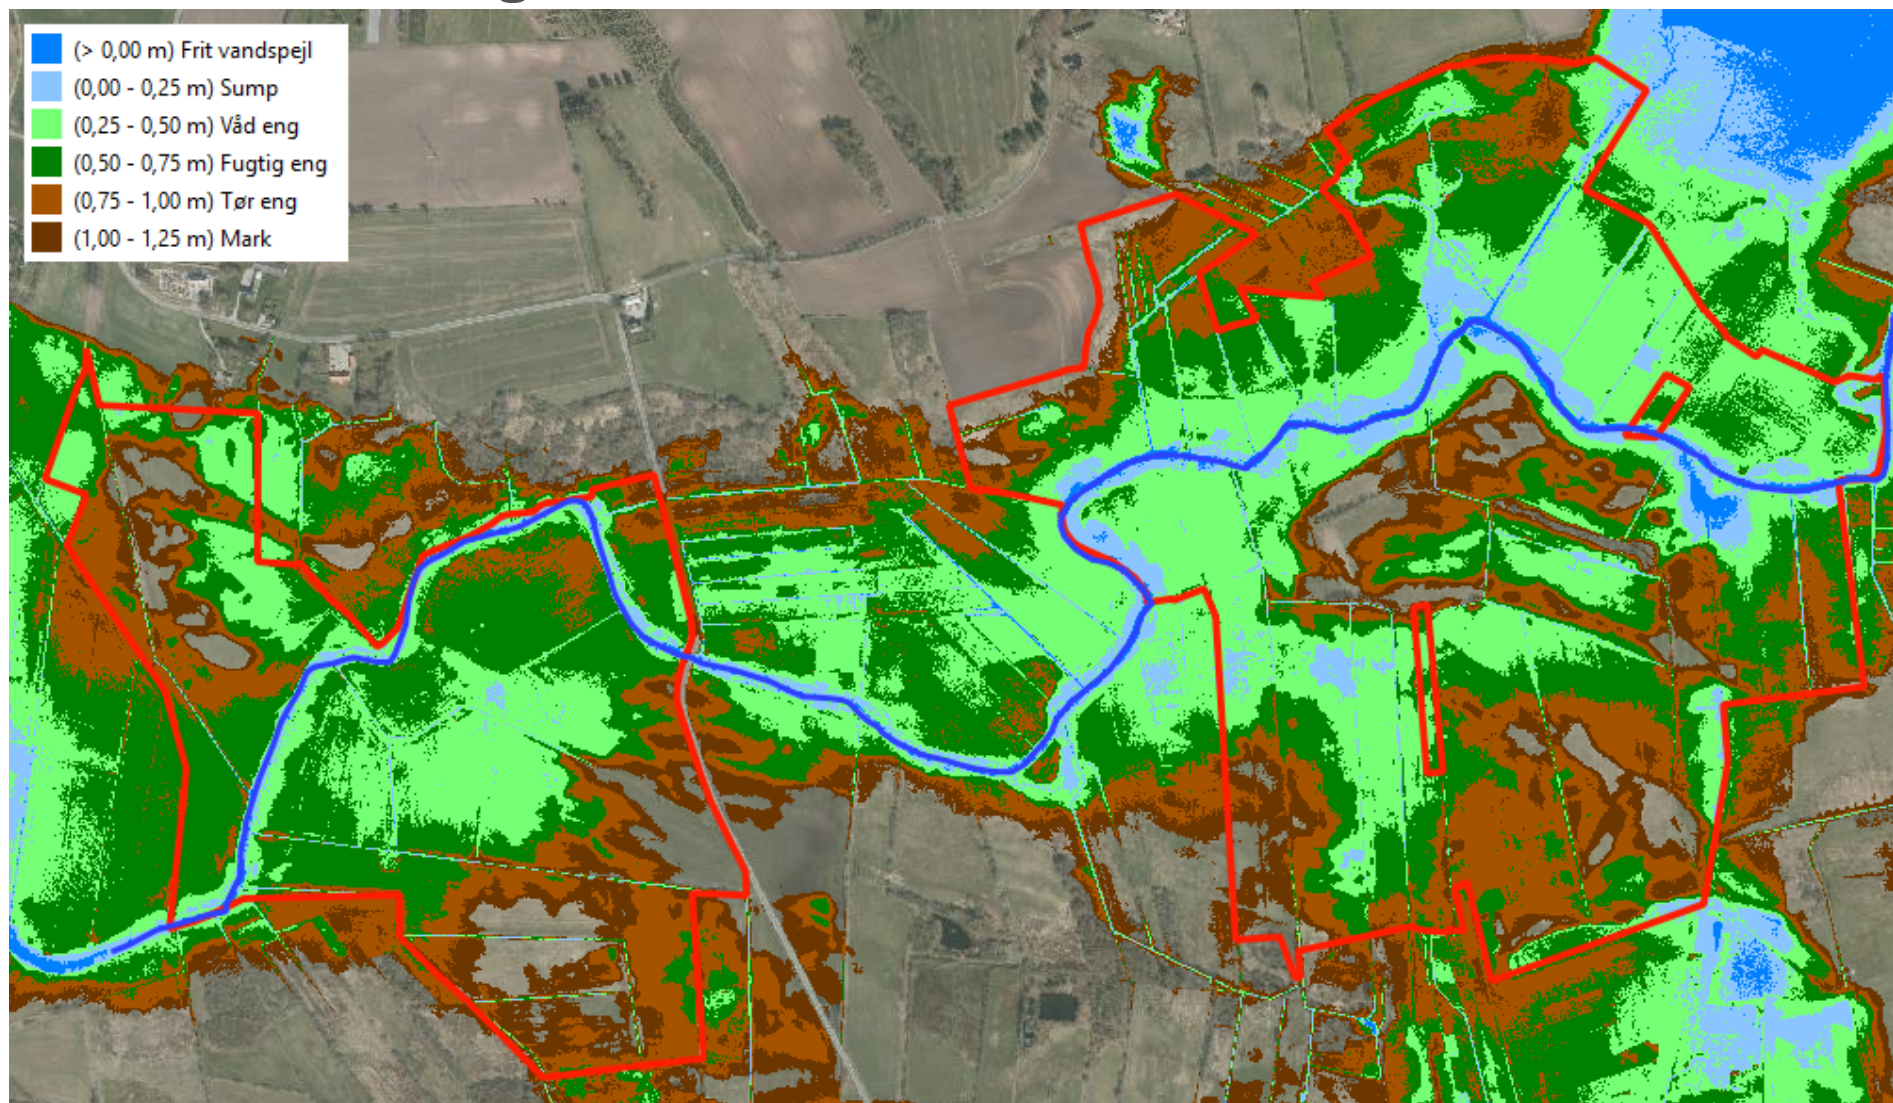 (> 0,00 m) Frit vandspejl
(0,00 - 0,25 m) Sump
(0,25 - 0,50 m) Våd eng
(0,50 - 0,75 m) Fugtig eng
(0,75 - 1,00 m) Tør eng
(1,00 - 1,25 m) Mark